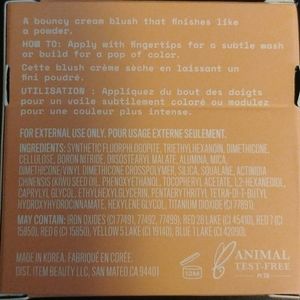 A bouncy cream blush that finishes like
a powder.
HOW TO: Apply with fingertips for a subtle wash
or build for a pop of color.
Cette blush crème sèche en laissant un
fini poudré.
UTILISATION : Appliquez du bout des doigts
pour un voile subtilement coloré ou modulez
pour une couleur plus intense.
FOR EXTERNAL USE ONLY. POUR USAGE EXTERNE SEULEMENT.
INGREDIENTS: SYNTHETIC FLUORPHLOGOPITE, TRIETHYLHEXANOIN, DIMETHICONE,
CELLULOSE, BORON NITRIDE, DIISOSTEARYL MALATE, ALUMINA, MICA,
DIMETHICONE/VINYL DIMETHICONE CROSSPOLYMER, SILICA, SQUALANE, ACTINIDIA
CHINENSIS (KIWI) SEED OIL, PHENOXYETHANOL, TOCOPHERYL ACETATE, 1,2-HEXANEDIOL,
CAPRYLYL GLYCOL, ETHYLHEXYLGLYCERIN, PENTAERYTHRITYL TETRA-DI-T-BUTYL
HYDROXYHYDROCINNAMATE, HEXYLENE GLYCOL, TITANIUM DIOXIDE (CI 77891).
MAY CONTAIN: IRON OXIDES (CI 77491, 77492, 77499), RED 28 LAKE (CI 45410), RED 7 (CI
15850), RED 6 (CI 15850), YELLOW 5 LAKE (CI 19140), BLUE 1 LAKE (CI 42090).
MADE IN KOREA. FABRIQUÉ EN CORÉE.
DIST. ITEM BEAUTY LLC, SAN MATEO CA 94401
12M
ANIMAL
TEST-FREE
PETA